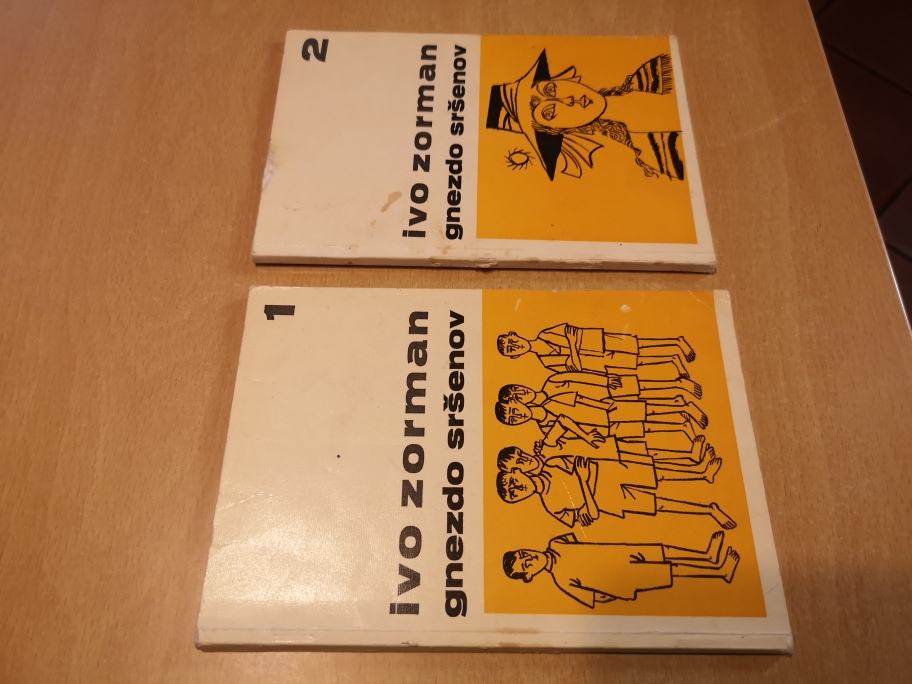 2
ivo zorman
gnezdo sršenov
1
ivo zorman
gnezdo sršenov